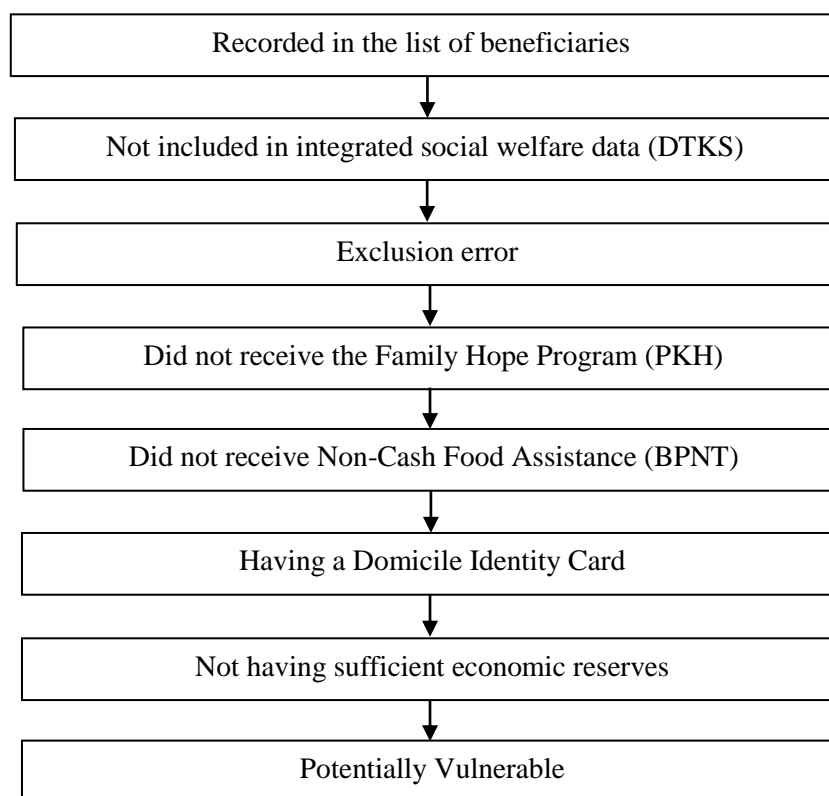 Recorded in the list of beneficiaries
Not included in integrated social welfare data (DTKS)
Exclusion error
Did not receive the Family Hope Program (PKH)
Did not receive Non-Cash Food Assistance (BPNT)
Having a Domicile Identity Card
Not having sufficient economic reserves
Potentially Vulnerable